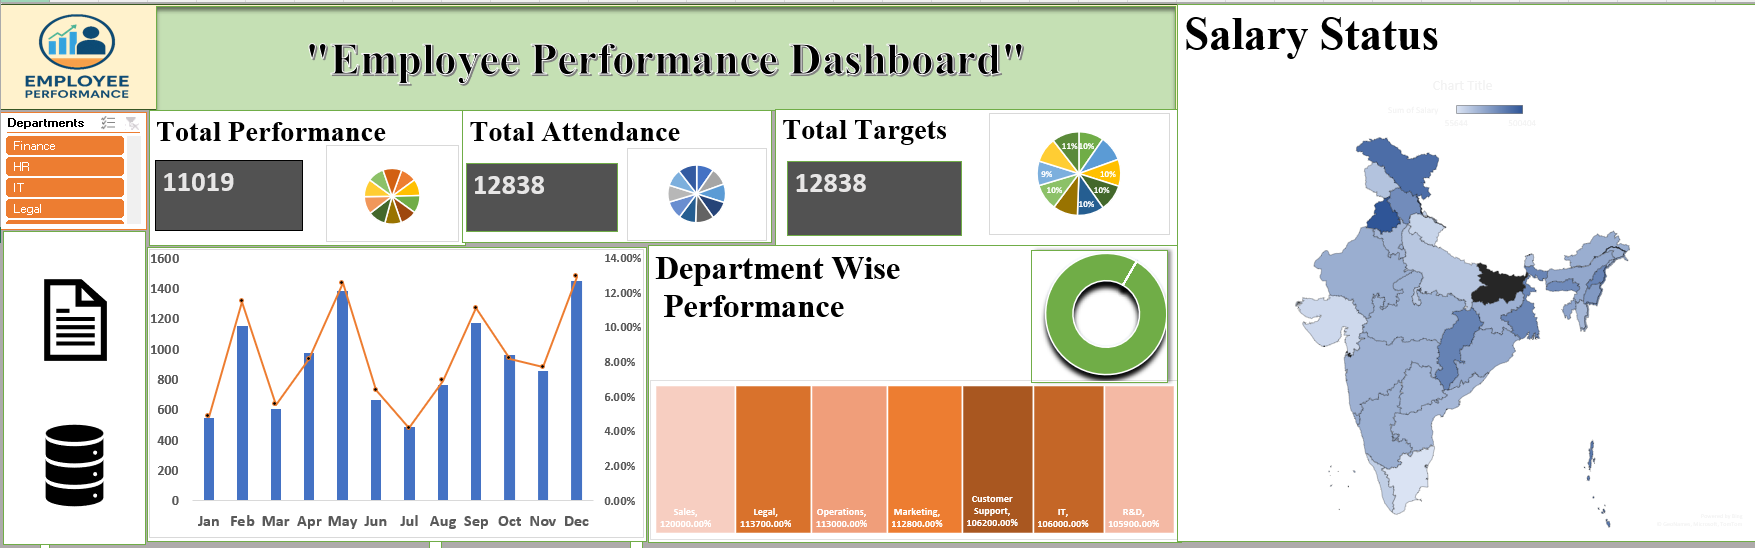 EMPLOYEE
PERFORMANCE
"Employee Performance Dashboard"
Salary Status
Chart Title
Sum of Salary
Departments
Finance
HR
IT
Legal
Total Performance
11019
Total Attendance
12838
Total Targets
12838
11%
10%
10%
10%
10%
10%
9%
1600
1400
1200
1000
800
600
400
200
0
14.00%
12.00%
10.00%
8.00%
6.00%
4.00%
2.00%
0.00%
Jan Feb Mar Apr May Jun Jul Aug Sep Oct Nov Dec
Department Wise
Performance
Sales,
120000.00%
Legal,
113700.00%
Operations,
113000.00%
Marketing,
112800.00%
Customer
Support,
106200.00%
IT,
106000.00%
R&D,
105900.00%